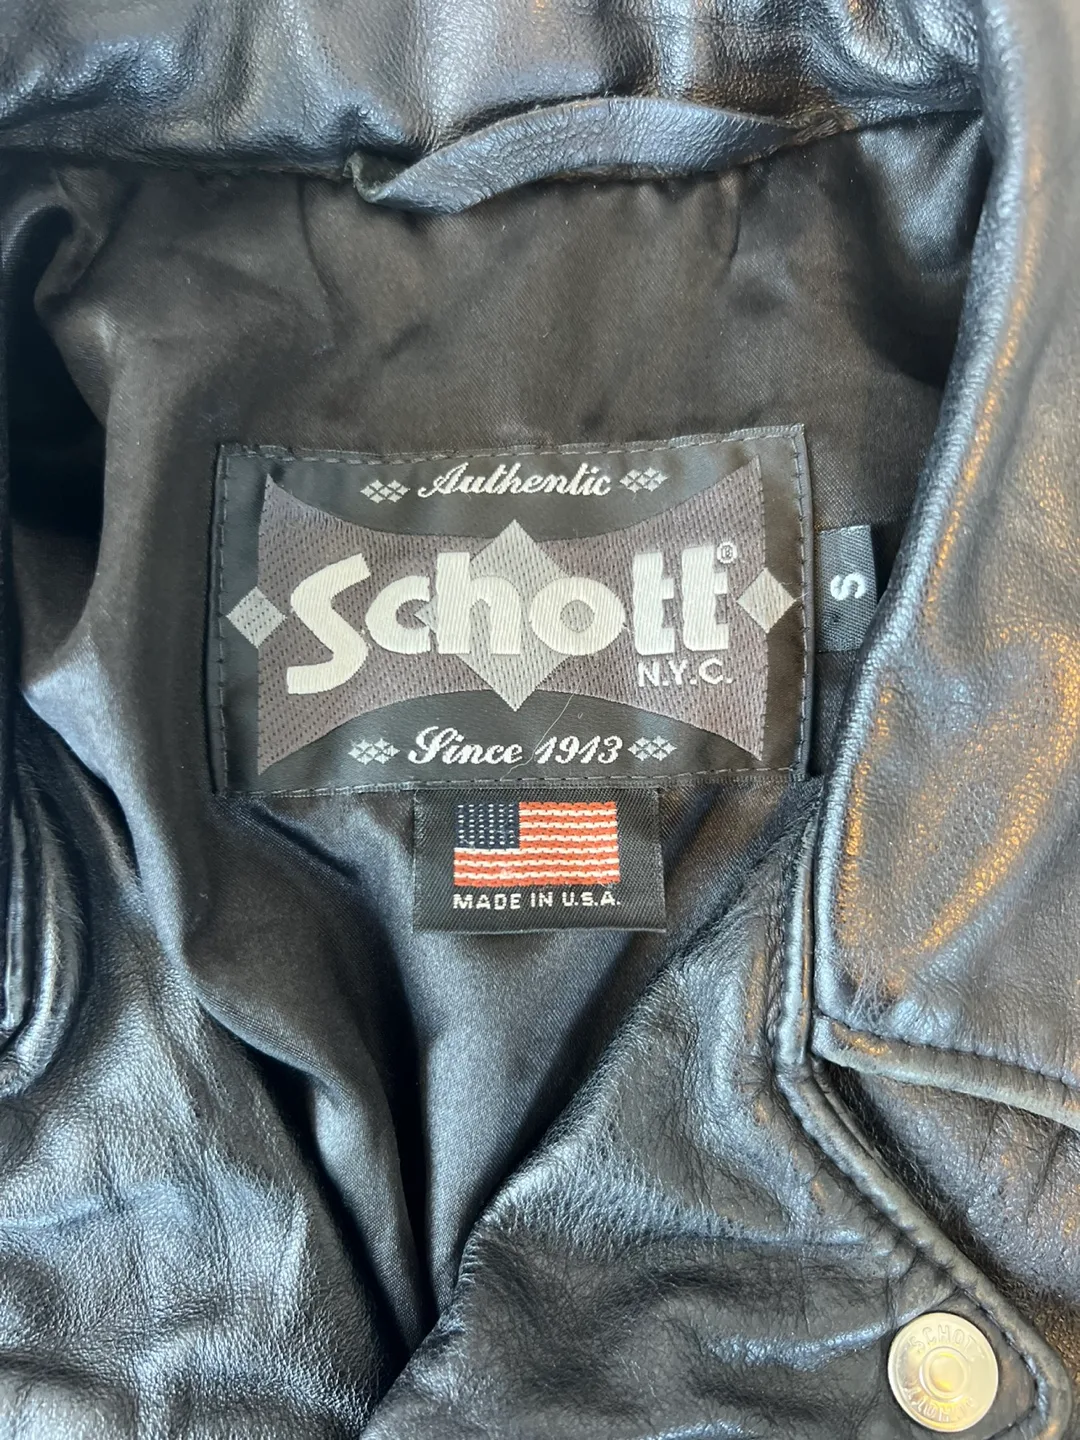 Authentic
Schott®
N.Y.C.
Since 1913
S
MADE IN U.S.A.
SCHOTT